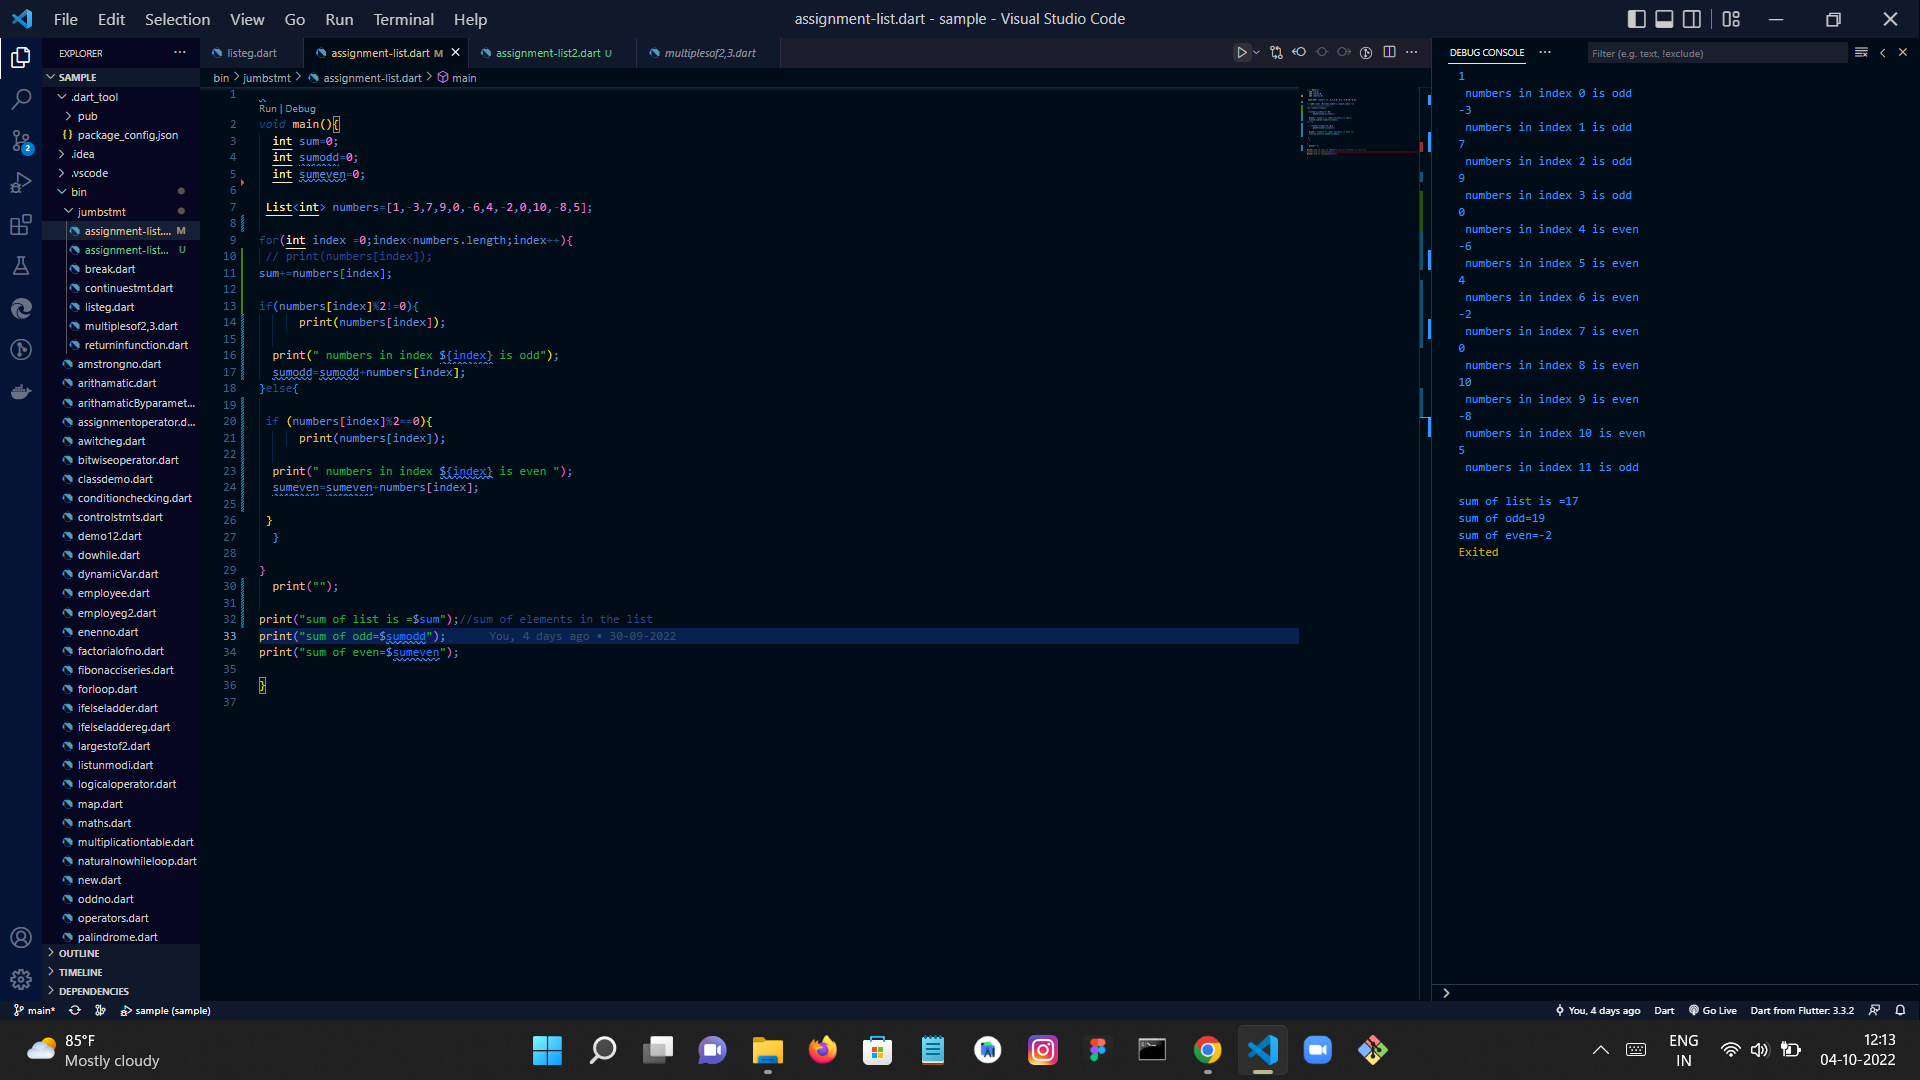 File Edit Selection View Go Run Terminal Help
assignment-list.dart - sample - Visual Studio Code
EXPLORER
SAMPLE
.dart_tool
pub
package_config.json
.idea
.vscode
bin
jumbstmt
assignment-list.... M
assignment-list... U
break.dart
continuestmt.dart
listeg.dart
multiplesof2,3.dart
returninfunction.dart
amstrongno.dart
arithamatic.dart
arithamaticByparamet...
assignmentoperator.d...
awitcheg.dart
bitwiseoperator.dart
classdemo.dart
conditionchecking.dart
controlstmts.dart
demo12.dart
dowhile.dart
dynamicVar.dart
employee.dart
employeg2.dart
enenno.dart
factorialofno.dart
fibonacciseries.dart
forloop.dart
ifelseladder.dart
ifelseladdereg.dart
largestof2.dart
listunmodi.dart
logicaloperator.dart
map.dart
maths.dart
multiplicationtable.dart
naturalnowhileloop.dart
new.dart
oddno.dart
operators.dart
palindrome.dart
OUTLINE
TIMELINE
DEPENDENCIES
2
listeg.dart
assignment-list.dart M
assignment-list2.dart U
multiplesof2,3.dart
bin > jumbstmt > assignment-list.dart > main
1
Run | Debug
2 void main(){
3 int sum=0;
4 int sumodd=0;
5 int sumeven=0;
6
7 List<int> numbers=[1,-3,7,9,0,-6,4,-2,0,10,-8,5];
8
9 for(int index =0;index<numbers.length;index++){
10 // print(numbers[index]);
11 sum+=numbers[index];
12
13 if(numbers[index]%2!=0){
14 print(numbers[index]);
15
16 print(" numbers in index ${index} is odd");
17 sumodd=sumodd+numbers[index];
18 }else{
19
20 if (numbers[index]%2==0){
21 print(numbers[index]);
22
23 print(" numbers in index ${index} is even ");
24 sumeven=sumeven+numbers[index];
25
26 }
27 }
28
29 }
30 print("");
31
32 print("sum of list is =$sum");//sum of elements in the list
33 print("sum of odd=$sumodd"); You, 4 days ago • 30-09-2022
34 print("sum of even=$sumeven");
35
36 }
37
DEBUG CONSOLE
Filter (e.g. text, !exclude)
1
numbers in index 0 is odd
-3
numbers in index 1 is odd
7
numbers in index 2 is odd
9
numbers in index 3 is odd
0
numbers in index 4 is even
-6
numbers in index 5 is even
4
numbers in index 6 is even
-2
numbers in index 7 is even
0
numbers in index 8 is even
10
numbers in index 9 is even
-8
numbers in index 10 is even
5
numbers in index 11 is odd
sum of list is =17
sum of odd=19
sum of even=-2
Exited
main* sample (sample)
You, 4 days ago Dart Go Live Dart from Flutter: 3.3.2
85°F
Mostly cloudy
ENG
IN
12:13
04-10-2022